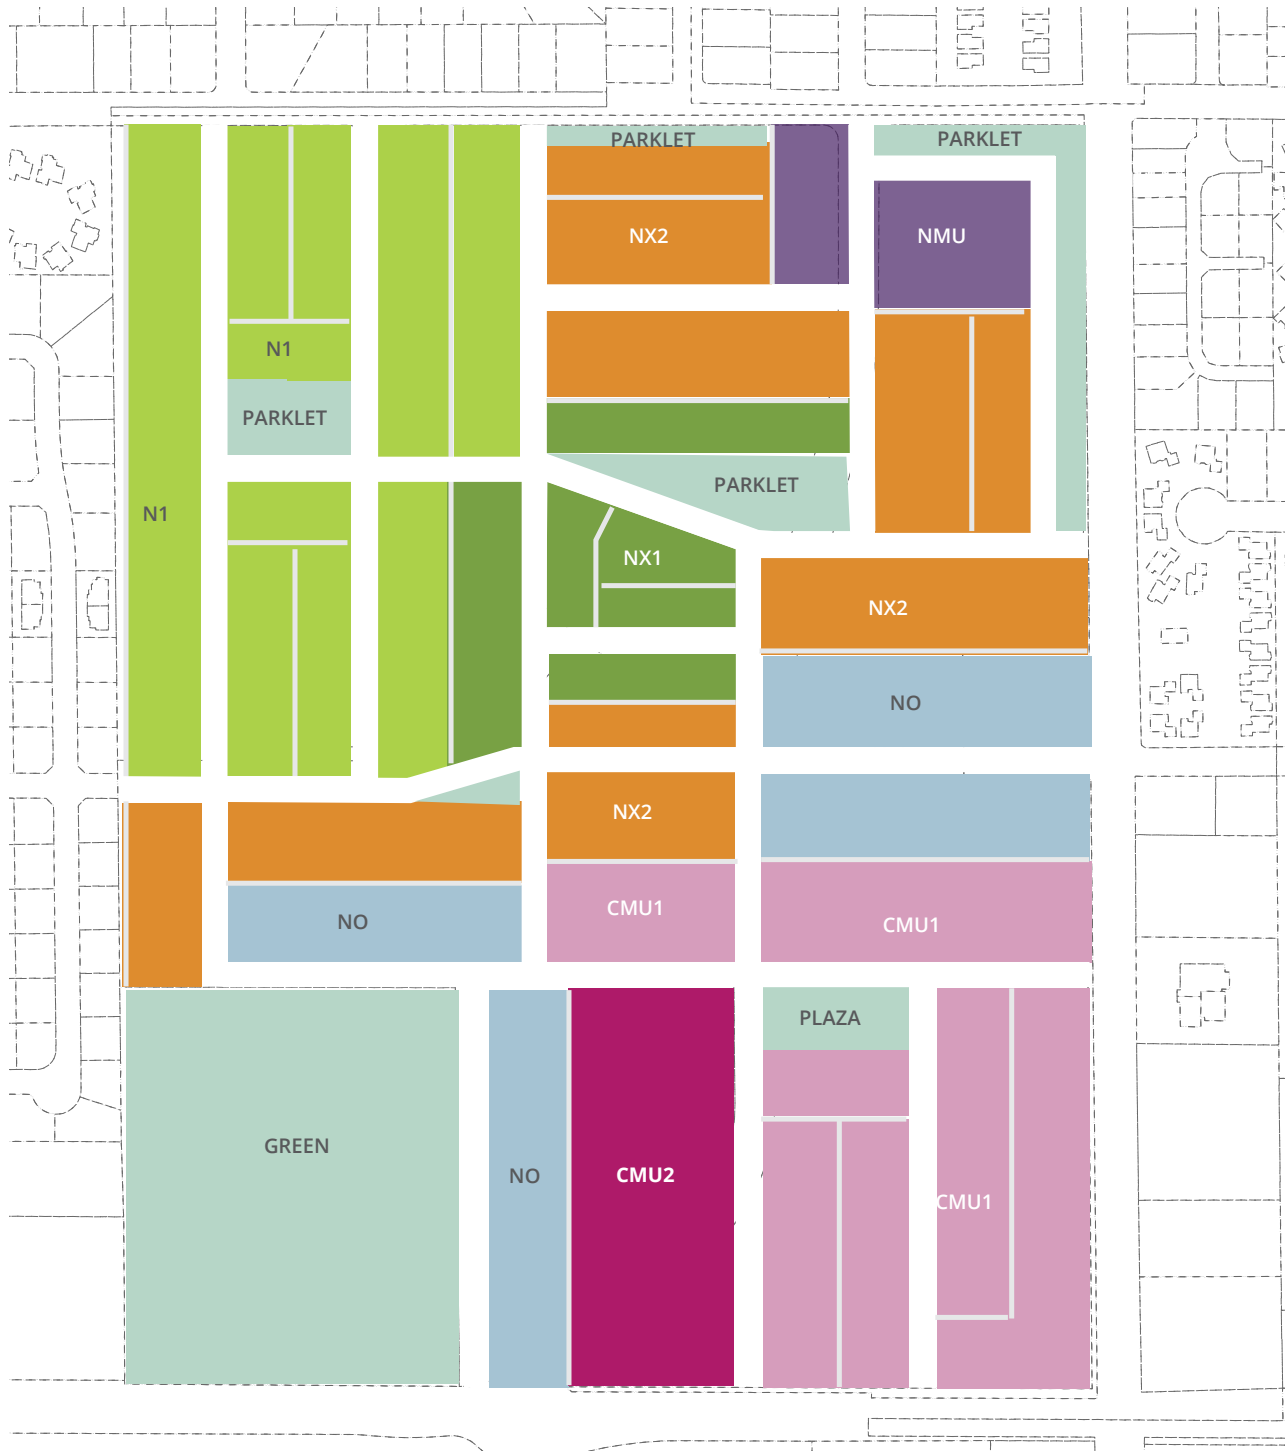 PARKLET
PARKLET
NX2
NMU
N1
PARKLET
PARKLET
N1
NX1
NX2
NO
NX2
CMU1
NO
CMU1
PLAZA
GREEN
NO
CMU2
CMU1